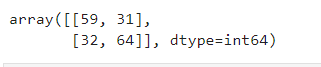 array([[59, 31],
       [32, 64]], dtype=int64)